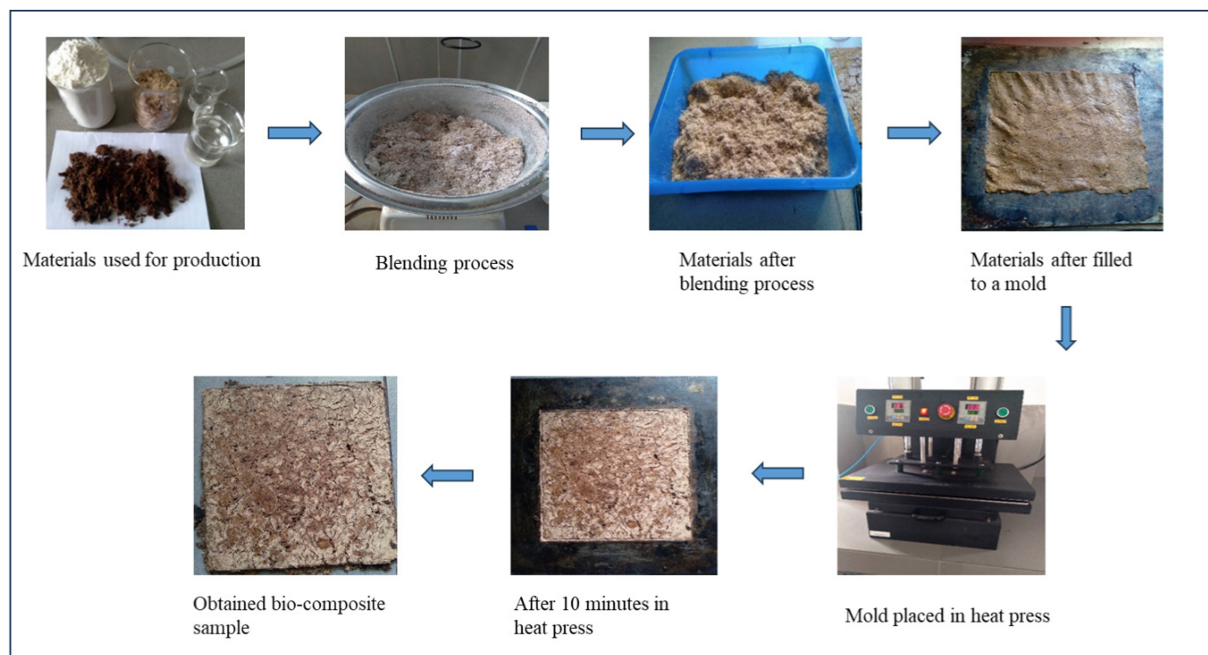 Materials used for production
Blending process
Materials after
blending process
Materials after filled
to a mold
Mold placed in heat press
After 10 minutes in
heat press
Obtained bio-composite
sample